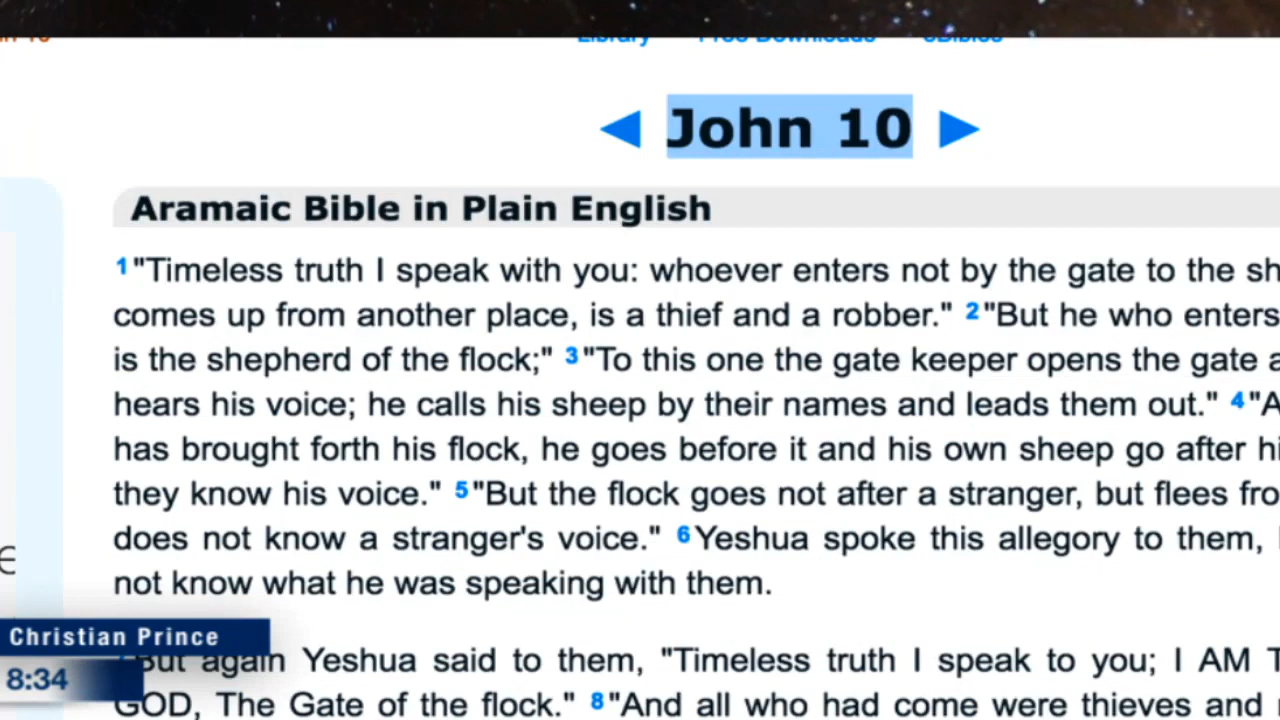 Library Free Downloads eBibles
◄ John 10 ►
Aramaic Bible in Plain English
1"Timeless truth I speak with you: whoever enters not by the gate to the sh
comes up from another place, is a thief and a robber." 2"But he who enters
is the shepherd of the flock;" 3"To this one the gate keeper opens the gate a
hears his voice; he calls his sheep by their names and leads them out." 4"A
has brought forth his flock, he goes before it and his own sheep go after hi
they know his voice." 5"But the flock goes not after a stranger, but flees fro
does not know a stranger's voice." 6Yeshua spoke this allegory to them,
not know what he was speaking with them.
Christian Prince
But again Yeshua said to them, "Timeless truth I speak to you; I AM T
8:34
GOD, The Gate of the flock." 8"And all who had come were thieves and